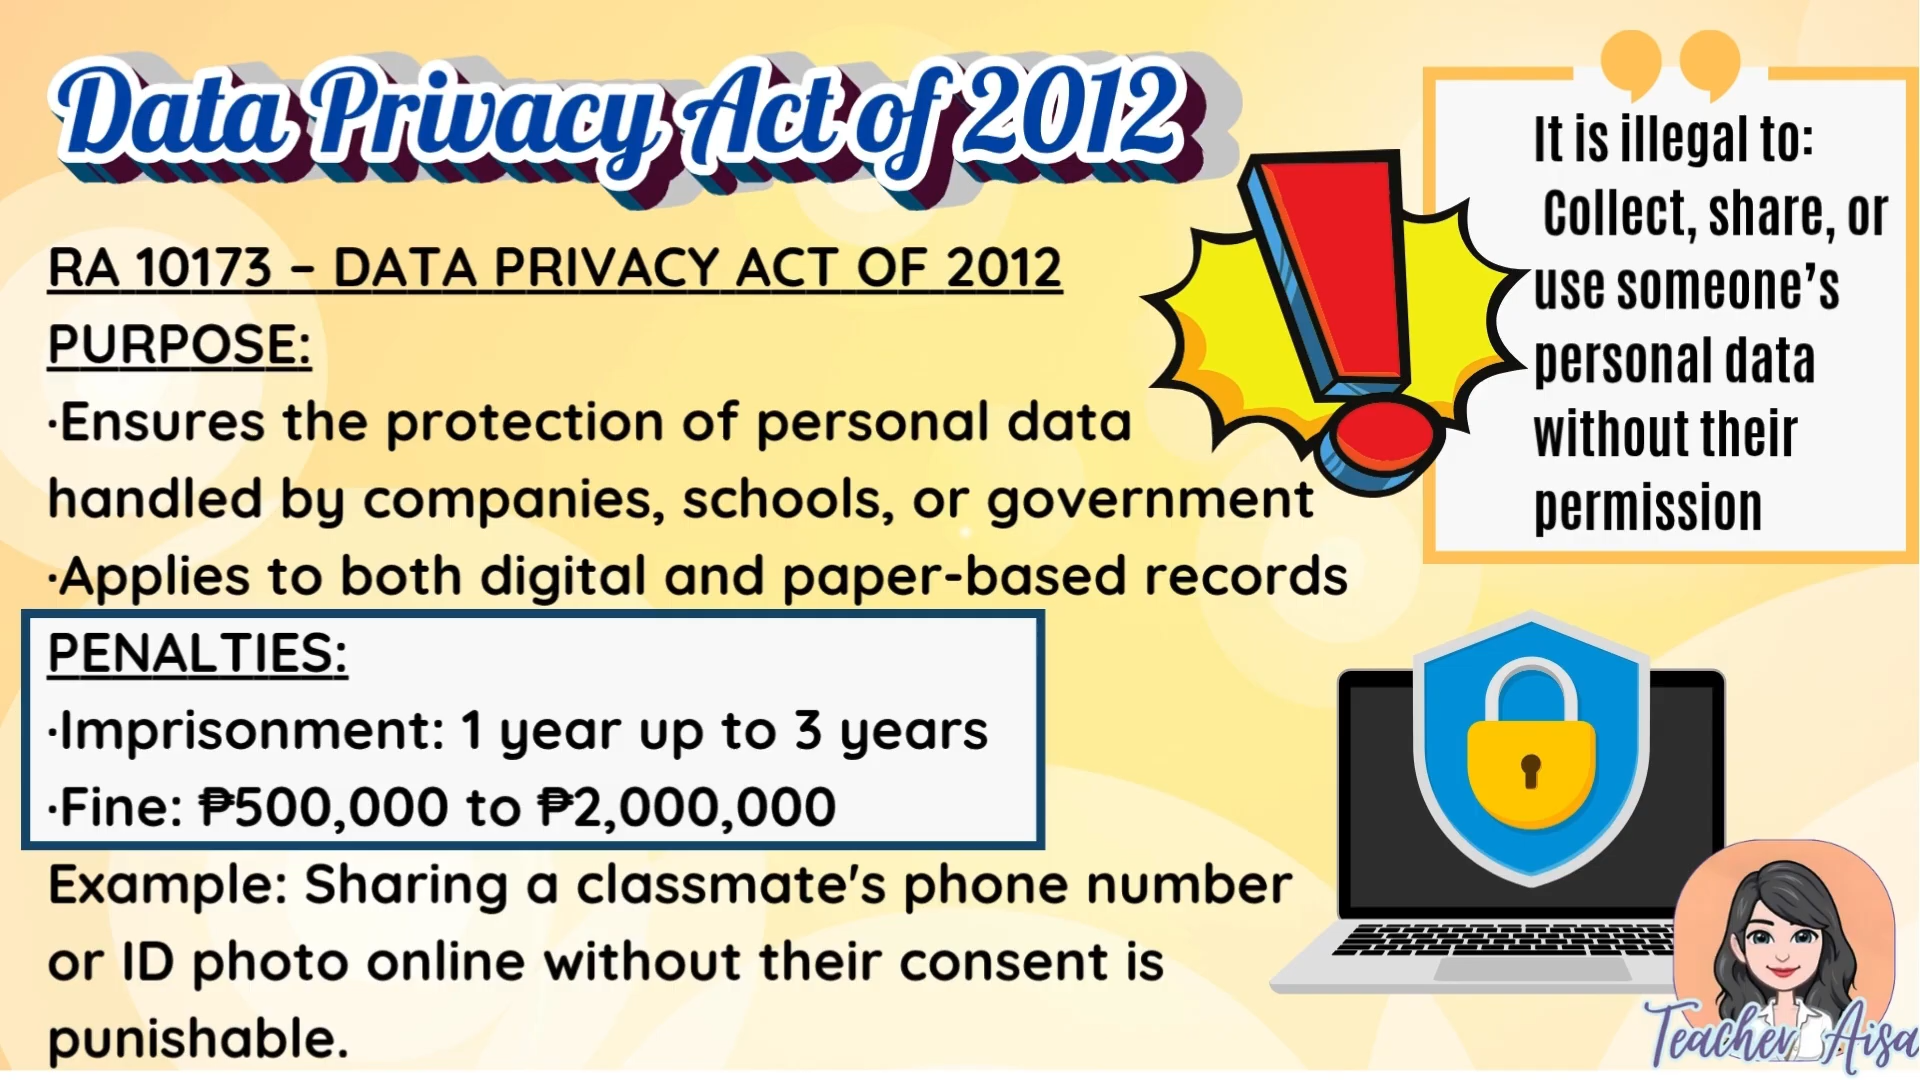 Data Privacy Act of 2012
RA 10173 – DATA PRIVACY ACT OF 2012
PURPOSE:
·Ensures the protection of personal data
handled by companies, schools, or government
·Applies to both digital and paper-based records
PENALTIES:
·Imprisonment: 1 year up to 3 years
·Fine: ₱500,000 to ₱2,000,000
Example: Sharing a classmate's phone number
or ID photo online without their consent is
punishable.
It is illegal to:
Collect, share, or
use someone’s
personal data
without their
permission
Teacher Aisa